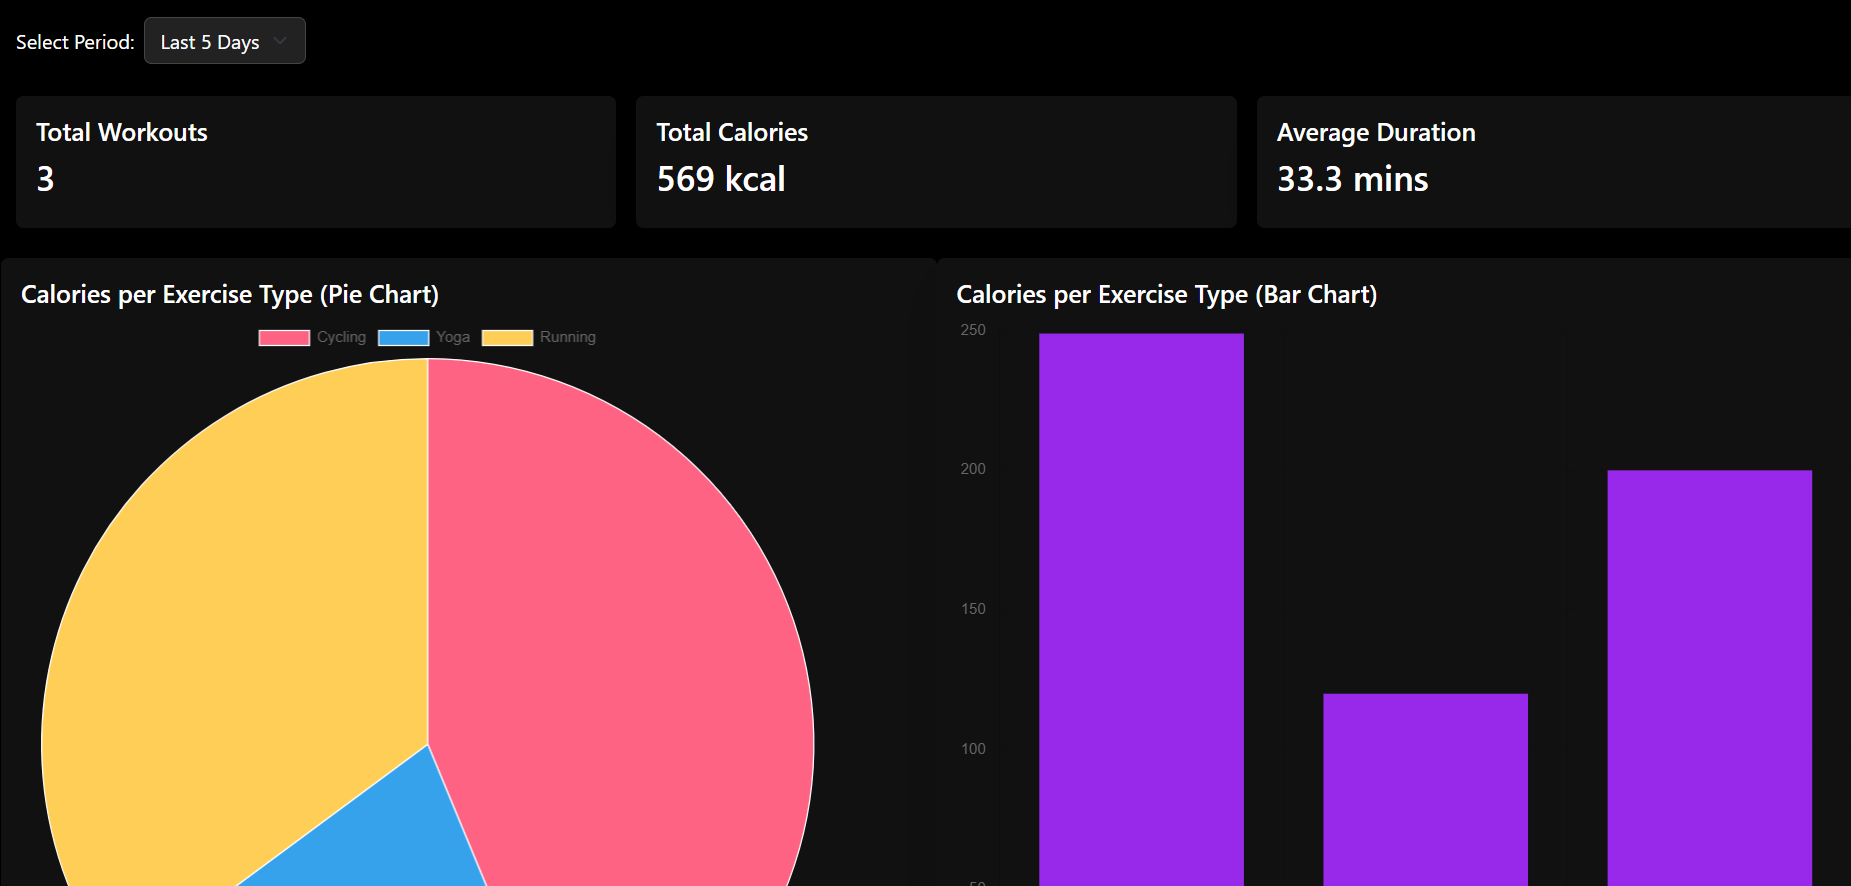 Select Period: Last 5 Days
Total Workouts
3
Total Calories
569 kcal
Average Duration
33.3 mins
Calories per Exercise Type (Pie Chart)
Cycling Yoga Running
Calories per Exercise Type (Bar Chart)
250
200
150
100
50